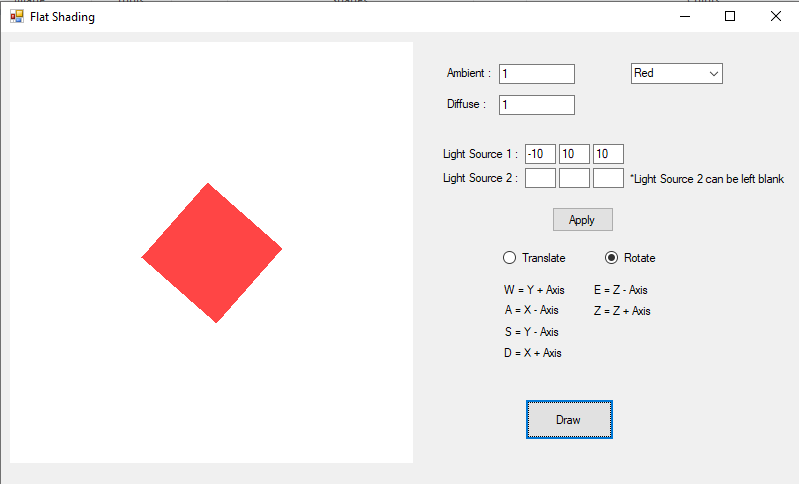 Flat Shading
Ambient : 1 Red
Diffuse : 1
Light Source 1 : -10 10 10
Light Source 2 : *Light Source 2 can be left blank
Apply
Translate Rotate
W = Y + Axis E = Z - Axis
A = X - Axis Z = Z + Axis
S = Y - Axis
D = X + Axis
Draw